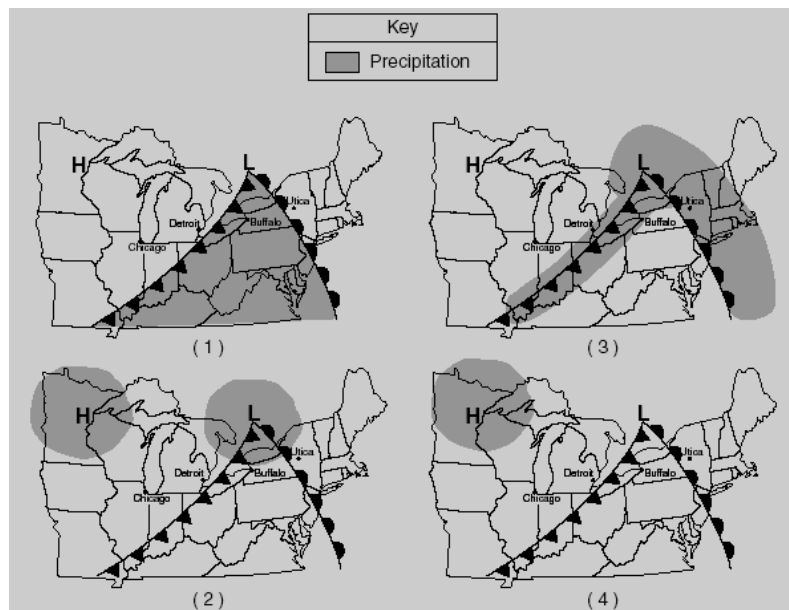 Key
Precipitation
H
L
Utica
Detroit
Buffalo
Chicago
( 1 )
H
L
Utica
Detroit
Buffalo
Chicago
( 3 )
H
L
Utica
Detroit
Buffalo
Chicago
( 2 )
H
L
Utica
Detroit
Buffalo
Chicago
( 4 )